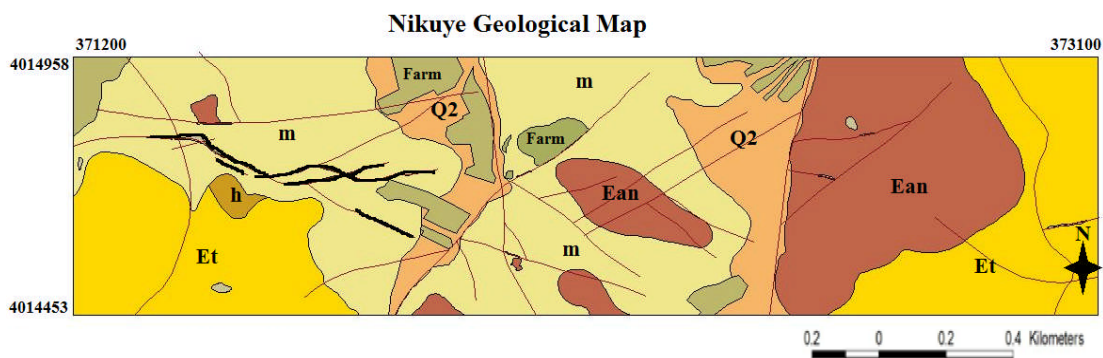 Nikuye Geological Map
371200
373100
4014958
Farm
m
Q2
m
Farm
Q2
m
h
Ean
Ean
m
Et
Et
N
4014453
0.2 0 0.2 0.4 Kilometers